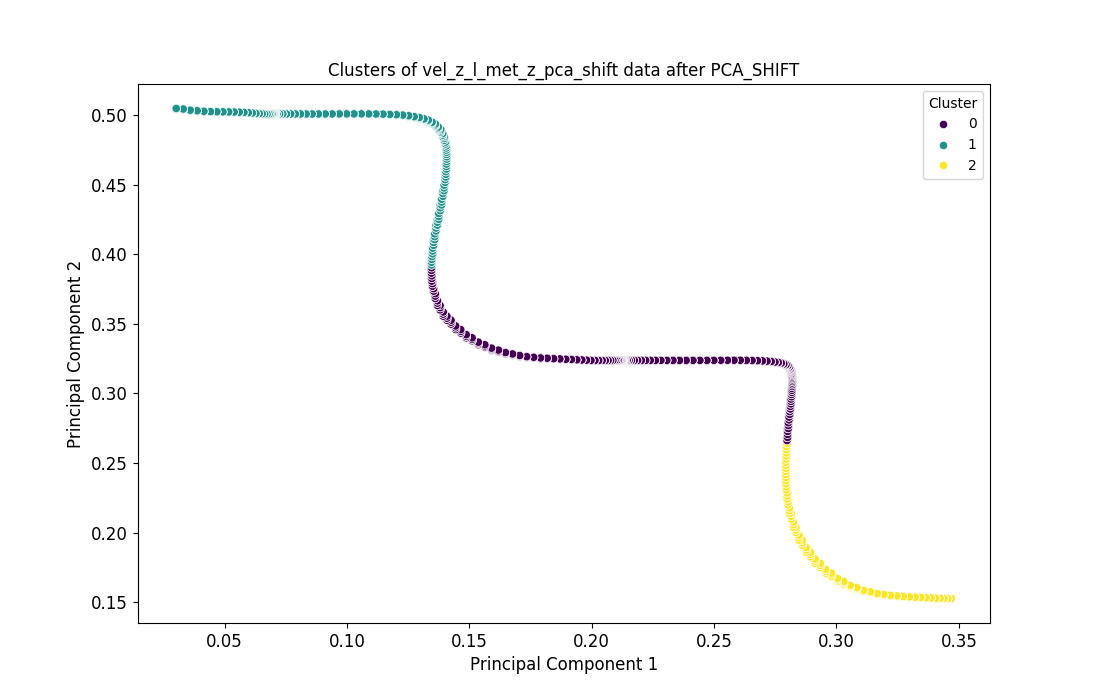 Clusters of vel_z_l_met_z_pca_shift data after PCA_SHIFT
Cluster
0
1
2
0.50
0.45
0.40
0.35
0.30
0.25
0.20
0.15
Principal Component 2
0.05 0.10 0.15 0.20 0.25 0.30 0.35
Principal Component 1